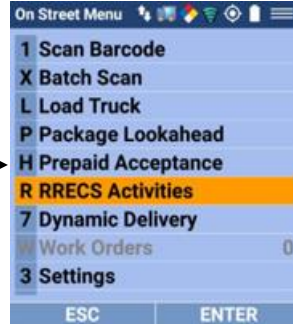 On Street Menu
1 Scan Barcode
X Batch Scan
L Load Truck
P Package Lookahead
H Prepaid Acceptance
R RRECS Activities
7 Dynamic Delivery
W Work Orders 0
3 Settings
ESC ENTER